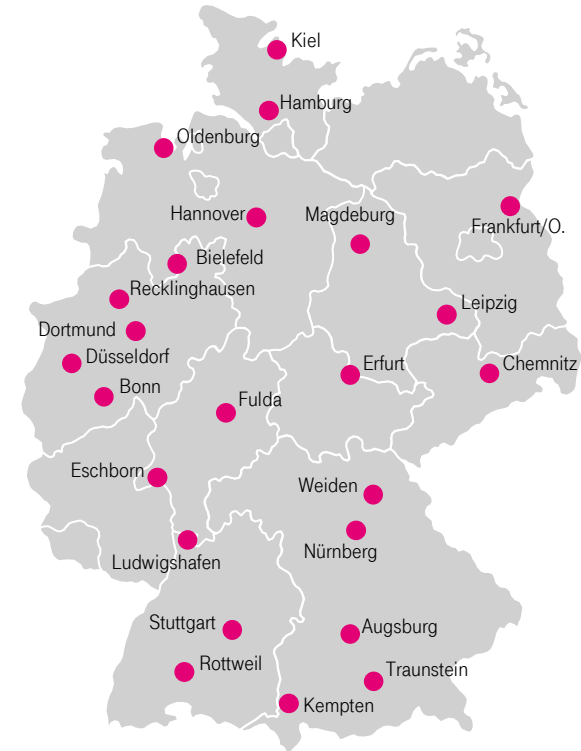 Kiel
Hamburg
Oldenburg
Hannover
Magdeburg
Frankfurt/O.
Bielefeld
Recklinghausen
Leipzig
Dortmund
Düsseldorf
Erfurt
Chemnitz
Bonn
Fulda
Eschborn
Weiden
Nürnberg
Ludwigshafen
Stuttgart
Augsburg
Rottweil
Traunstein
Kempten